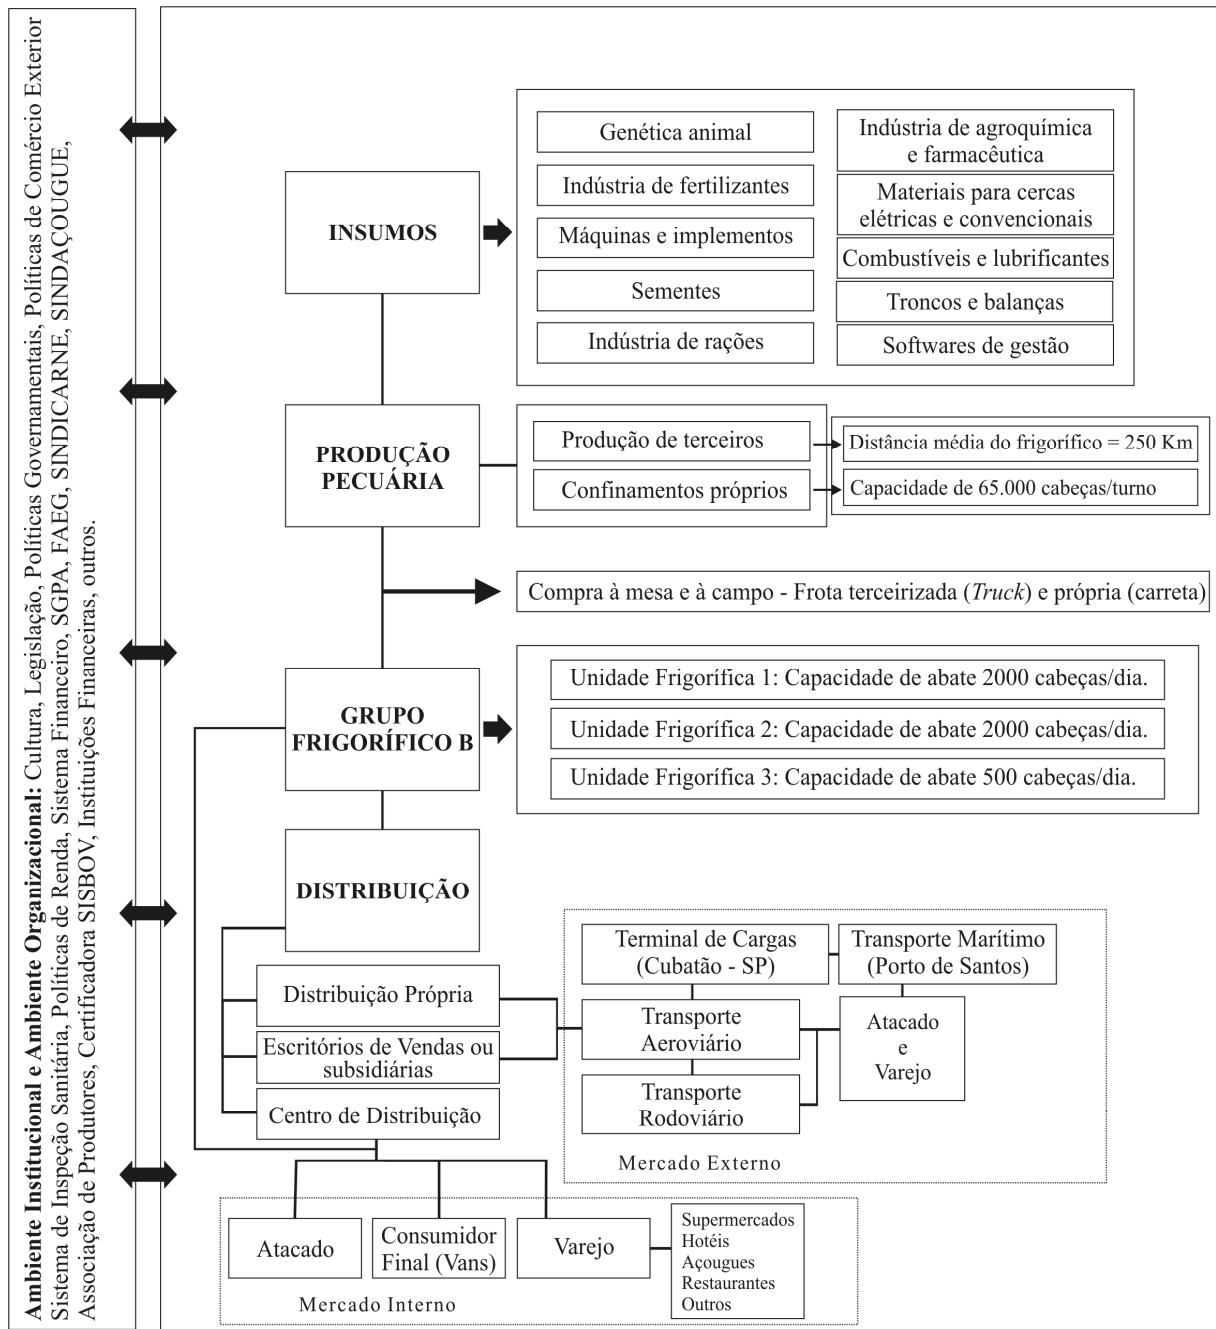 Ambiente Institucional e Ambiente Organizacional: Cultura, Legislação, Políticas Governamentais, Políticas de Comércio Exterior
Sistema de Inspeção Sanitária, Políticas de Renda, Sistema Financeiro, SGPA, FAEG, SINDICARNE, SINDAÇOUGUE,
Associação de Produtores, Certificadora SISBOV, Instituições Financeiras, outros.
INSUMOS
Genética animal
Indústria de fertilizantes
Máquinas e implementos
Sementes
Indústria de rações
Indústria de agroquímica
e farmacêutica
Materiais para cercas
elétricas e convencionais
Combustíveis e lubrificantes
Troncos e balanças
Softwares de gestão
PRODUÇÃO
PECUÁRIA
Produção de terceiros
Distância média do frigorífico = 250 Km
Confinamentos próprios
Capacidade de 65.000 cabeças/turno
Compra à mesa e à campo - Frota terceirizada (Truck) e própria (carreta)
GRUPO
FRIGORÍFICO B
Unidade Frigorífica 1: Capacidade de abate 2000 cabeças/dia.
Unidade Frigorífica 2: Capacidade de abate 2000 cabeças/dia.
Unidade Frigorífica 3: Capacidade de abate 500 cabeças/dia.
DISTRIBUIÇÃO
Distribuição Própria
Escritórios de Vendas ou
subsidiárias
Centro de Distribuição
Terminal de Cargas
(Cubatão - SP)
Transporte Marítimo
(Porto de Santos)
Transporte
Aeroviário
Atacado
e
Varejo
Transporte
Rodoviário
Mercado Externo
Atacado
Consumidor
Final (Vans)
Varejo
Supermercados
Hotéis
Açougues
Restaurantes
Outros
Mercado Interno